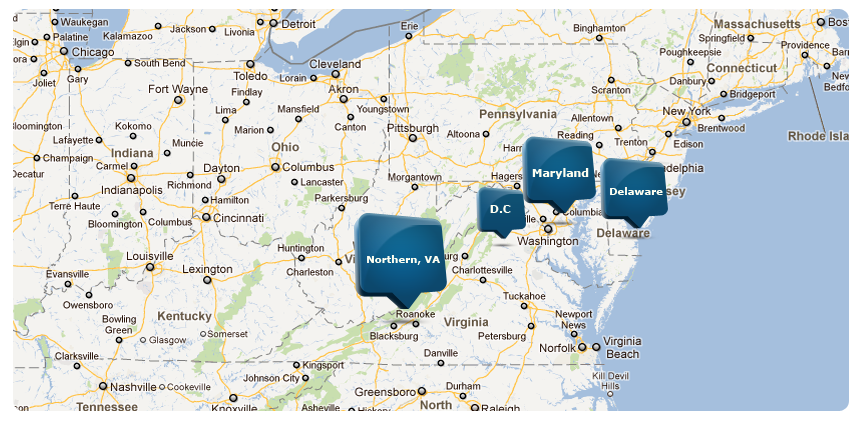 Waukegan
Kalamazoo
Jackson
Livonia
Detroit
Erie
Binghamton
Massachusetts
Springfield
Bost
Elgin
Palatine
Chicago
Poughkeepsie
Providence
Joliet
Gary
South Bend
Toledo
Cleveland
Lorain
Connecticut
Danbury
Bridgeport
New
Bedfo
Fort Wayne
Findlay
Akron
Youngstown
Scranton
Lima
Mansfield
Canton
Pennsylvania
Allentown
New York
Brentwood
Bloomington
Kokomo
Marion
Pittsburgh
Altoona
Reading
Trenton
Edison
Rhode Isla
Lafayette
Muncie
Ohio
Harr
Champaign
Indiana
Carmel
Dayton
Columbus
Hagers
Maryland
adelphia
Decatur
Indianapolis
Richmond
Lancaster
Morgantown
Delaware
rsey
Terre Haute
Hamilton
Parkersburg
D.C
Columbia
Bloomington
Columbus
Cincinnati
ville
Washington
Delaware
Louisville
Huntington
Northern, VA
Vi
burg
Evansville
Lexington
Charleston
Charlottesville
Owensboro
Tuckahoe
Bowling
Green
Kentucky
Somerset
Roanoke
Virginia
Newport
News
Glasgow
Blacksburg
Petersburg
Norfolk
Virginia
Beach
Clarksville
Kingsport
Danville
Johnson City
Kill Devil
Hills
Nashville
Cookeville
Greensboro
Durham
Tennessee
Knoxville
Asheville
Hickory
North
Raleigh